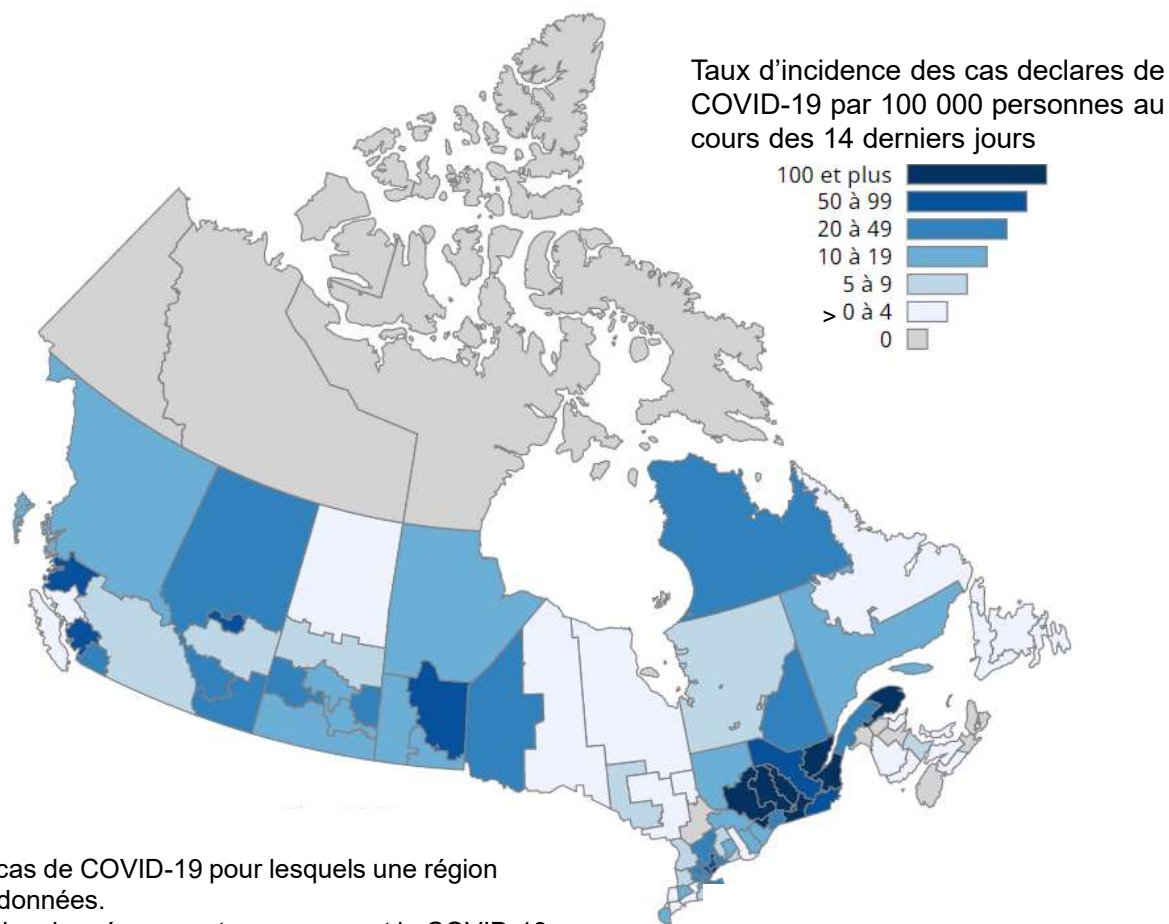 Taux d'incidence des cas declares de
COVID-19 par 100 000 personnes au
cours des 14 derniers jours
100 et plus
50 à 99
20 à 49
10 à 19
5 à 9
> 0 à 4
0
cas de COVID-19 pour lesquels une région
données.